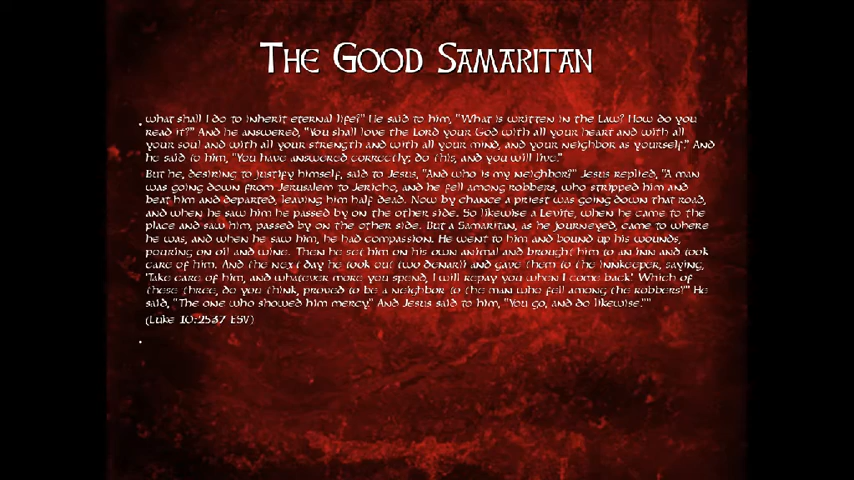 The Good Samaritan
what shall I do to inherit eternal life?" He said to him, "What is written in the Law? How do you
read it?" And he answered, "You shall love the Lord your God with all your heart and with all
your soul and with all your strength and with all your mind, and your neighbor as yourself." And
he said to him, "You have answered correctly; do this, and you will live."
But he, desiring to justify himself, said to Jesus, "And who is my neighbor?" Jesus replied, "A man
was going down from Jerusalem to Jericho, and he fell among robbers, who stripped him and
beat him and departed, leaving him half dead. Now by chance a priest was going down that road,
and when he saw him he passed by on the other side. So likewise a Levite, when he came to the
place and saw him, passed by on the other side. But a Samaritan, as he journeyed, came to where
he was, and when he saw him, he had compassion. He went to him and bound up his wounds,
pouring on oil and wine. Then he set him on his own animal and brought him to an inn and took
care of him. And the next day he took out two denarii and gave them to the innkeeper, saying,
'Take care of him, and whatever more you spend, I will repay you when I come back.' Which of
these three, do you think, proved to be a neighbor to the man who fell among the robbers?" He
said, "The one who showed him mercy." And Jesus said to him, "You go, and do likewise.""
(Luke 10:2537 ESV)